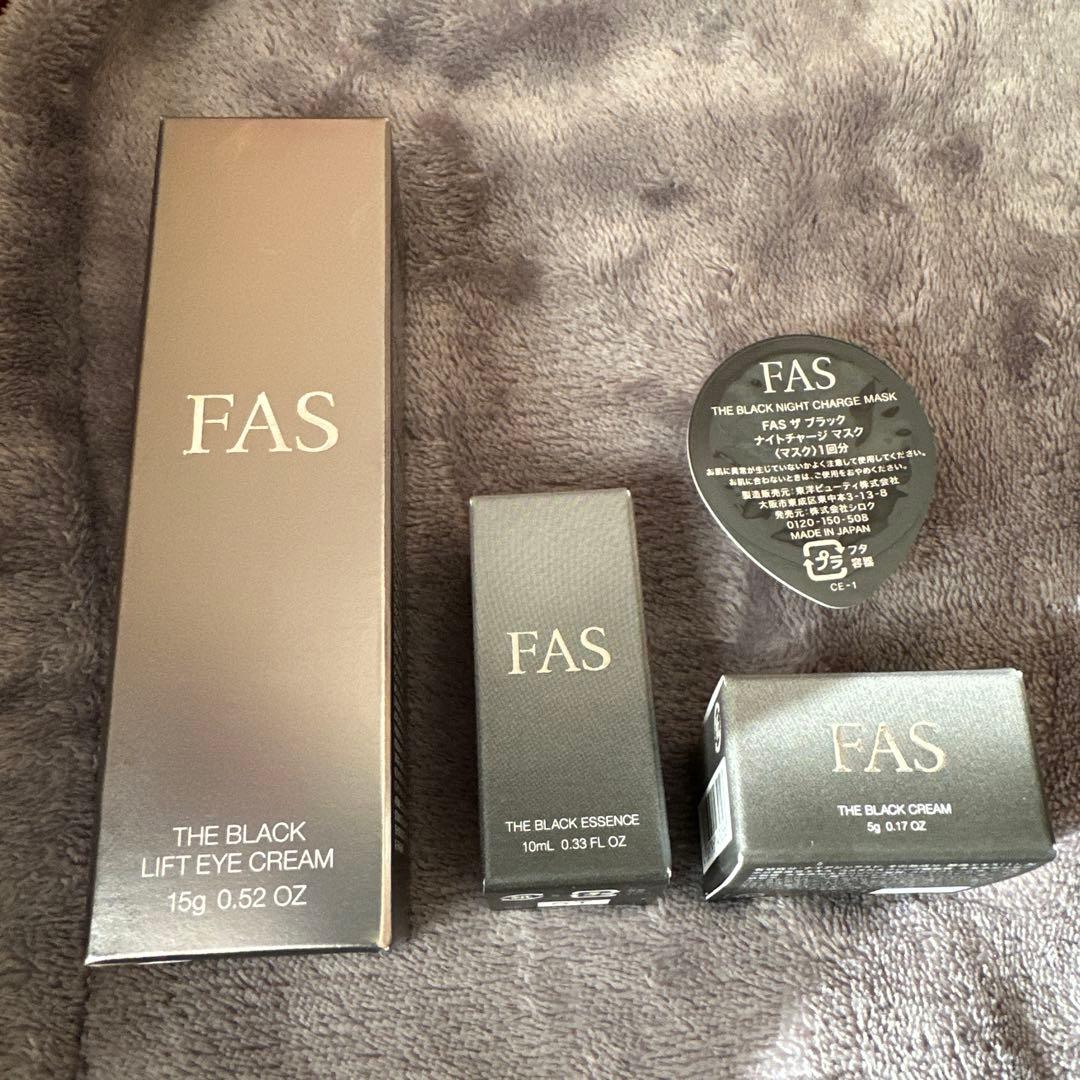 FAS
THE BLACK
LIFT EYE CREAM
15g 0.52 OZ
FAS
THE BLACK ESSENCE
10mL 0.33 FL OZ
FAS
THE BLACK NIGHT CHARGE MASK
FAS ザ ブラック
ナイトチャージ マスク
〈マスク〉1回分
お肌に異常が生じていないかよく注意して使用してください。
お肌に合わないときは、ご使用をおやめください。
製造販売元:東洋ビューティ株式会社
大阪市東成区東中本3-13-8
発売元:株式会社シロク
0120-150-508
MADE IN JAPAN
プラ
フタ
容器
CE-1
FAS
THE BLACK CREAM
5g 0.17 OZ